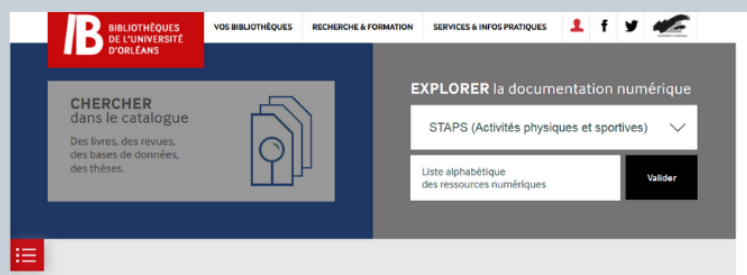 BIBLIOTHÈQUES
DE L'UNIVERSITÉ
D'ORLÉANS
VOS BIBLIOTHÈQUES
RECHERCHE & FORMATION
SERVICES & INFOS PRATIQUES
CHERCHER
dans le catalogue
Des livres, des revues,
des bases de données,
des thèses.
EXPLORER la documentation numérique
STAPS (Activités physiques et sportives)
Liste alphabétique
des ressources numériques
Valider